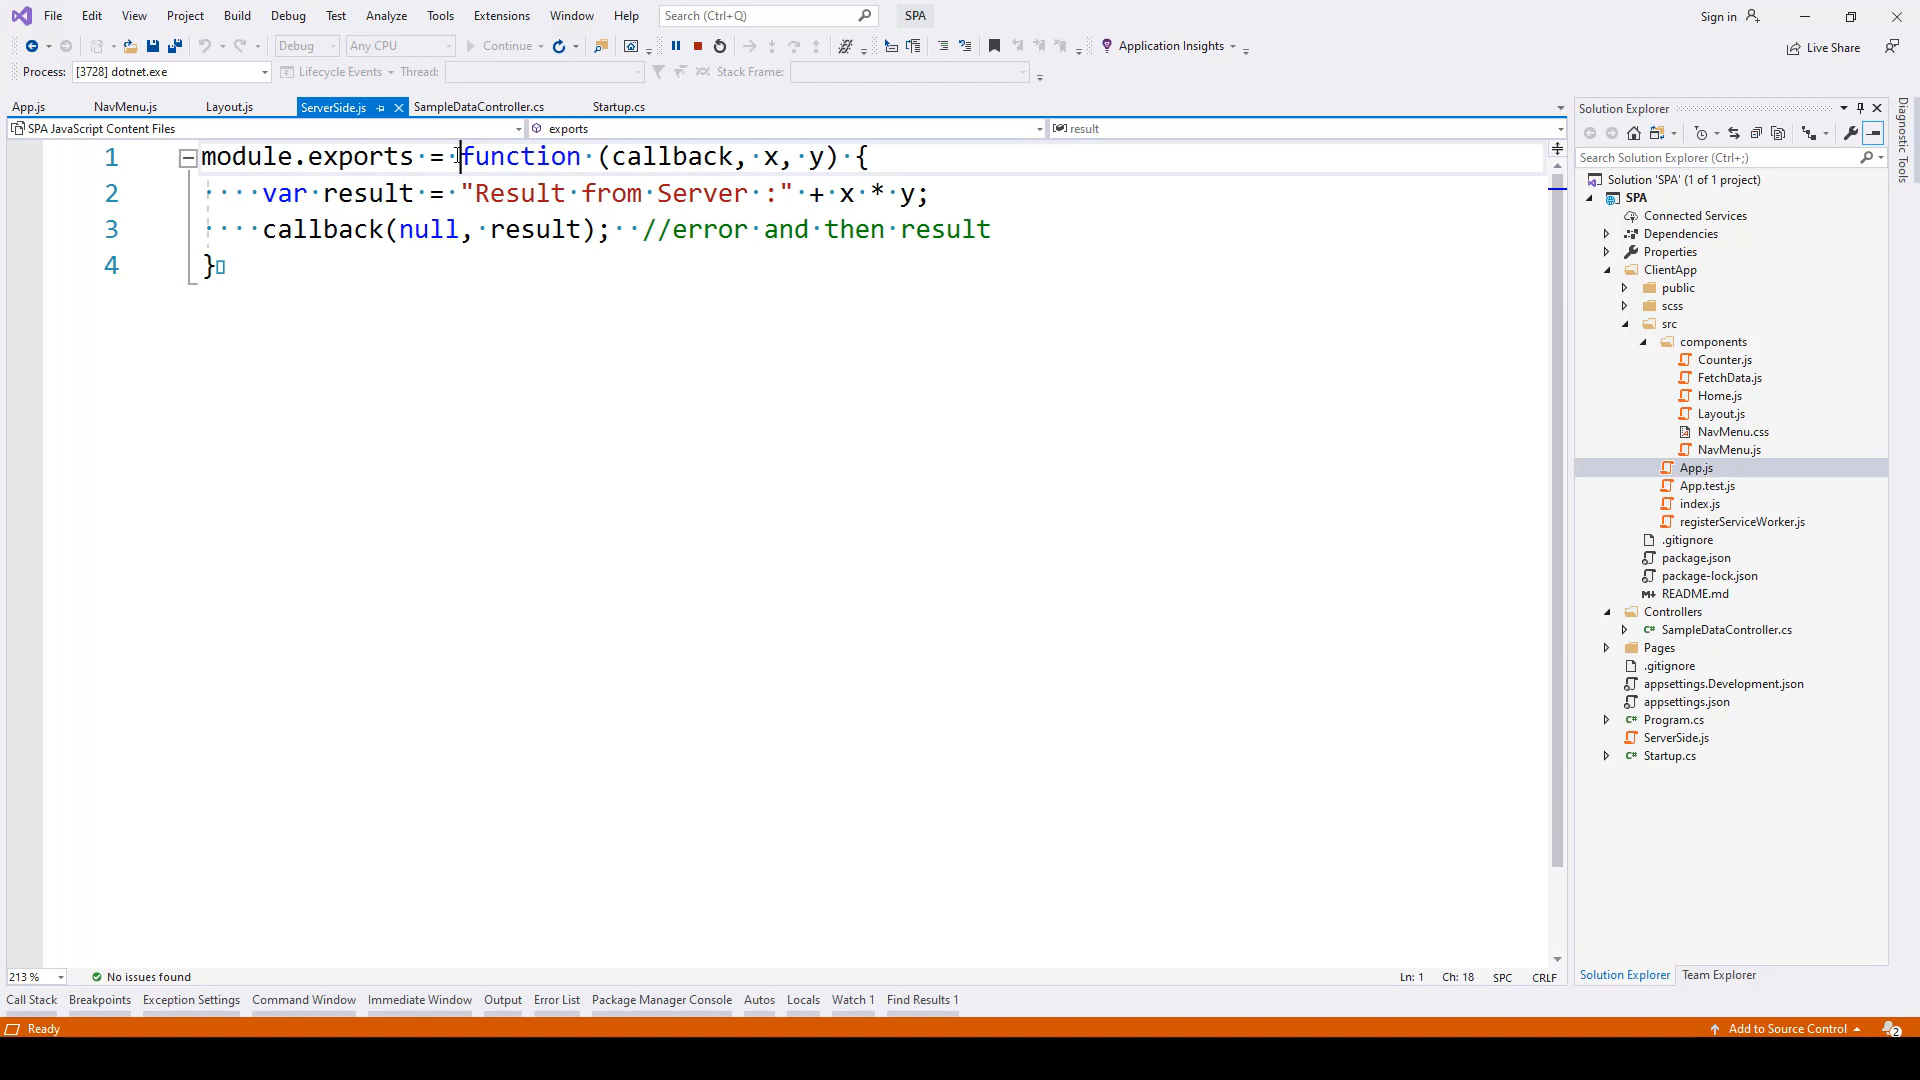 File Edit View Project Build Debug Test Analyze Tools Extensions Window Help Search (Ctrl+Q) SPA Sign in
Debug Any CPU Continue Application Insights Live Share
Process: [3728] dotnet.exe Lifecycle Events Thread: Stack Frame:
App.js NavMenu.js Layout.js ServerSide.js SampleDataController.cs Startup.cs
SPA JavaScript Content Files exports result
1 module.exports = function (callback, x, y) {
2 var result = "Result from Server :" + x * y;
3 callback(null, result); //error and then result
4 }
213 % No issues found Ln: 1 Ch: 18 SPC CRLF
Call Stack Breakpoints Exception Settings Command Window Immediate Window Output Error List Package Manager Console Autos Locals Watch 1 Find Results 1
Ready Add to Source Control 2
Solution Explorer
Search Solution Explorer (Ctrl+;)
Solution 'SPA' (1 of 1 project)
SPA
Connected Services
Dependencies
Properties
ClientApp
public
scss
src
components
Counter.js
FetchData.js
Home.js
Layout.js
NavMenu.css
NavMenu.js
App.js
App.test.js
index.js
registerServiceWorker.js
.gitignore
package.json
package-lock.json
README.md
Controllers
SampleDataController.cs
Pages
.gitignore
appsettings.Development.json
appsettings.json
Program.cs
ServerSide.js
Startup.cs
Solution Explorer Team Explorer
Diagnostic Tools